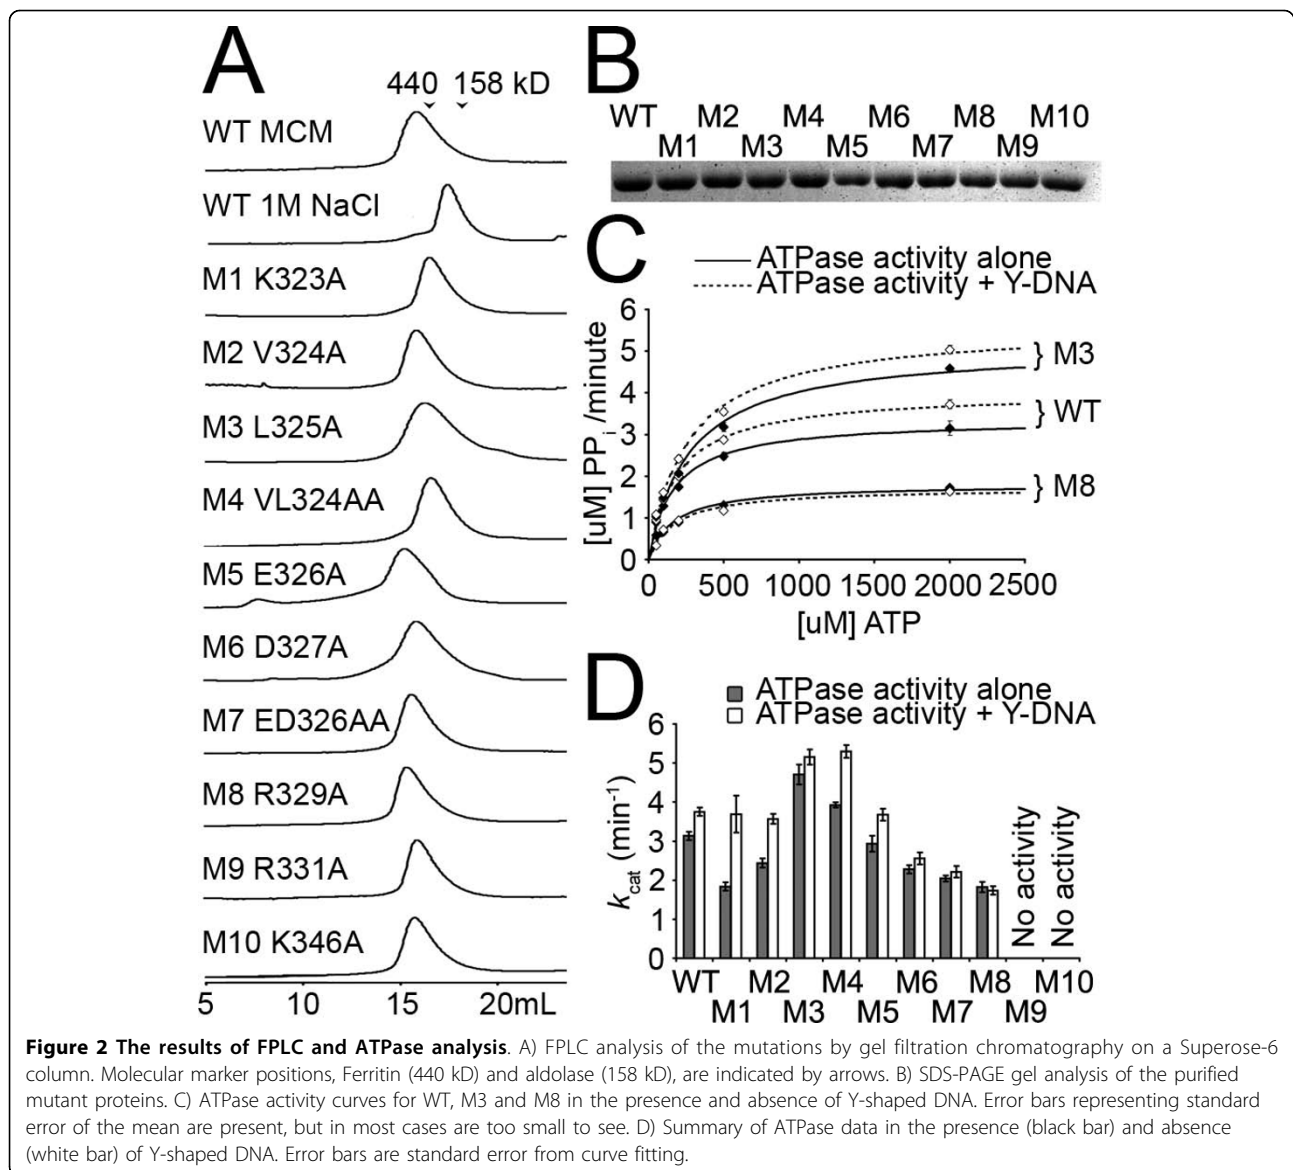 A
440 158 kD
WT MCM
WT 1M NaCl
M1 K323A
M2 V324A
M3 L325A
M4 VL324AA
M5 E326A
M6 D327A
M7 ED326AA
M8 R329A
M9 R331A
M10 K346A
5 10 15 20mL
B
WT M2 M4 M6 M8 M10
M1 M3 M5 M7 M9
C
ATPase activity alone
ATPase activity + Y-DNA
[uM] PPi/minute
6
5
4
3
2
1
0
} M3
} WT
} M8
0 500 1000 1500 2000 2500
[uM] ATP
D
ATPase activity alone
ATPase activity + Y-DNA
kcat (min⁻¹)
6
5
4
3
2
1
0
No activity
No activity
WT M2 M4 M6 M8 M10
M1 M3 M5 M7 M9
Figure 2 The results of FPLC and ATPase analysis. A) FPLC analysis of the mutations by gel filtration chromatography on a Superose-6
column. Molecular marker positions, Ferritin (440 kD) and aldolase (158 kD), are indicated by arrows. B) SDS-PAGE gel analysis of the purified
mutant proteins. C) ATPase activity curves for WT, M3 and M8 in the presence and absence of Y-shaped DNA. Error bars representing standard
error of the mean are present, but in most cases are too small to see. D) Summary of ATPase data in the presence (black bar) and absence
(white bar) of Y-shaped DNA. Error bars are standard error from curve fitting.